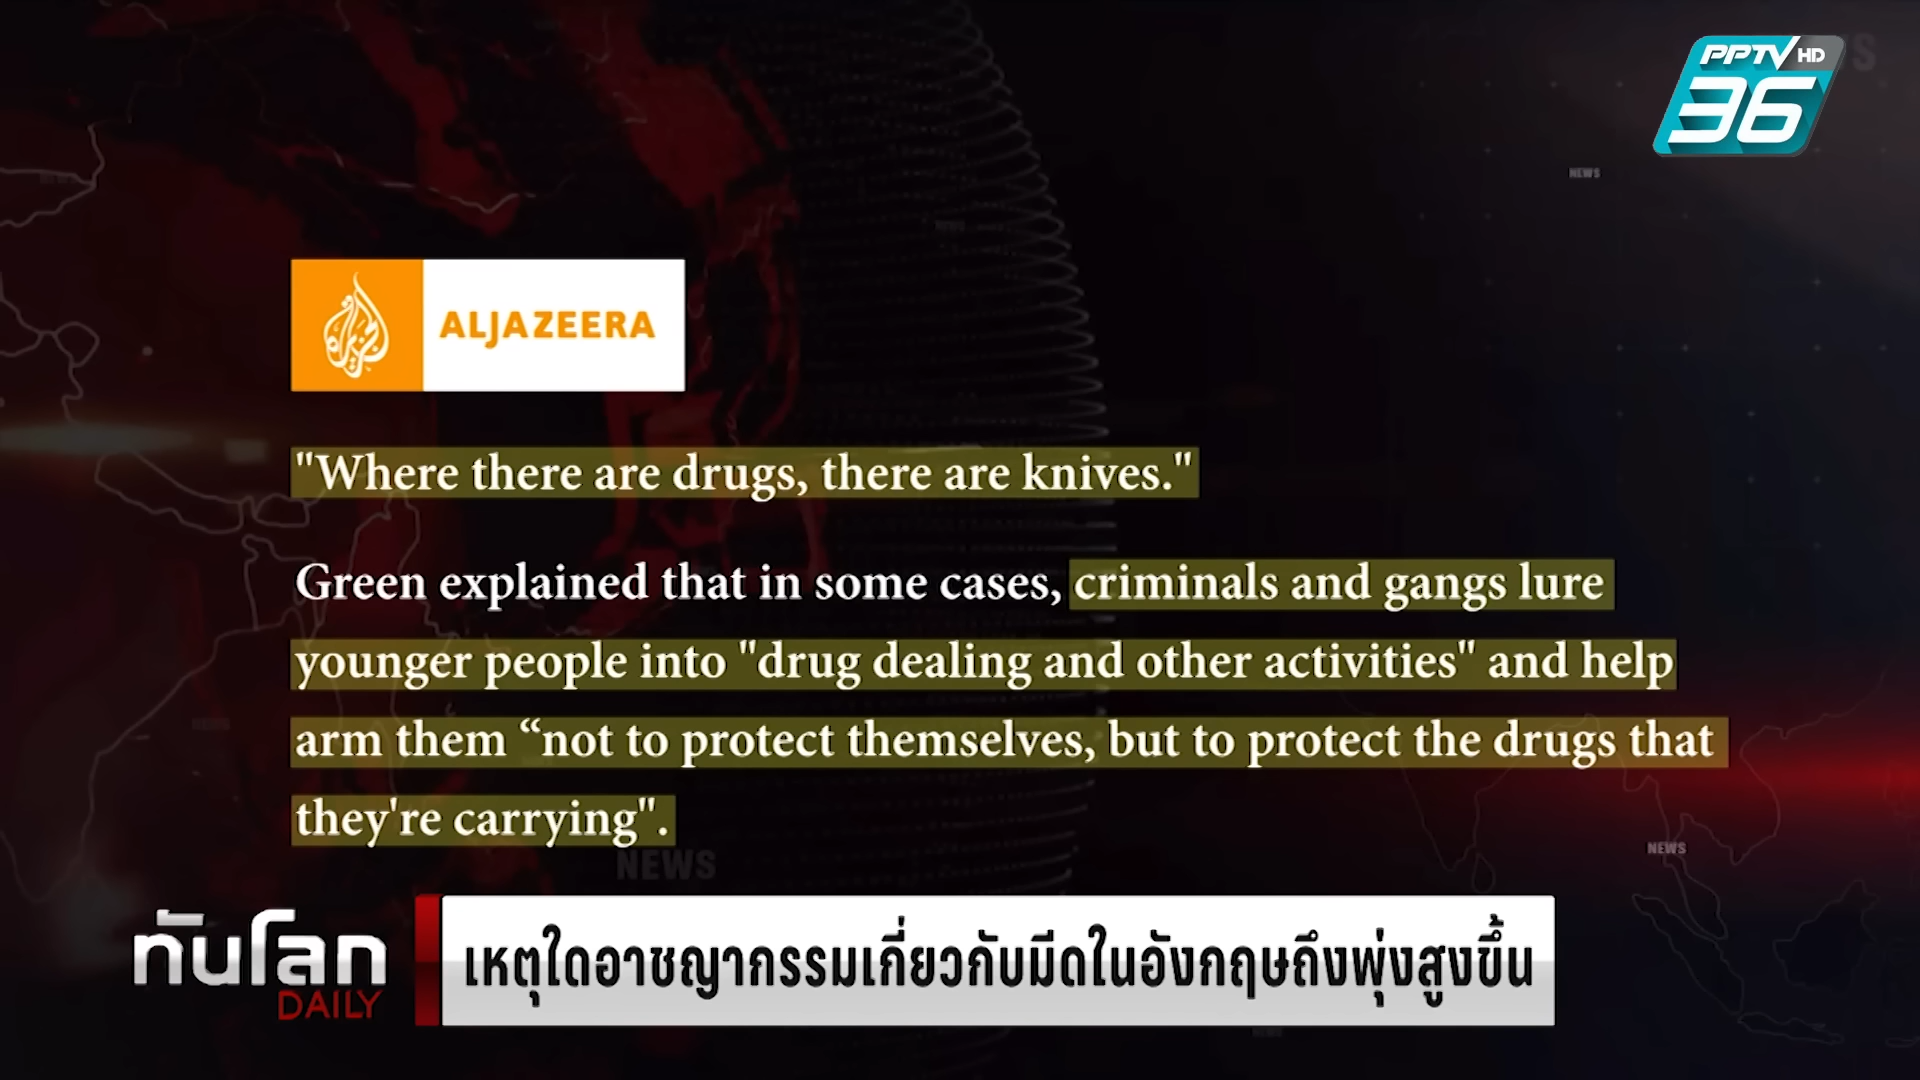 PPTV HD
36
NEWS
ALJAZEERA
"Where there are drugs, there are knives."
Green explained that in some cases, criminals and gangs lure
younger people into "drug dealing and other activities" and help
arm them “not to protect themselves, but to protect the drugs that
they're carrying".
NEWS
NEWS
ทันโลก
DAILY
เหตุใดอาชญากรรมเกี่ยวกับมีดในอังกฤษถึงพุ่งสูงขึ้น